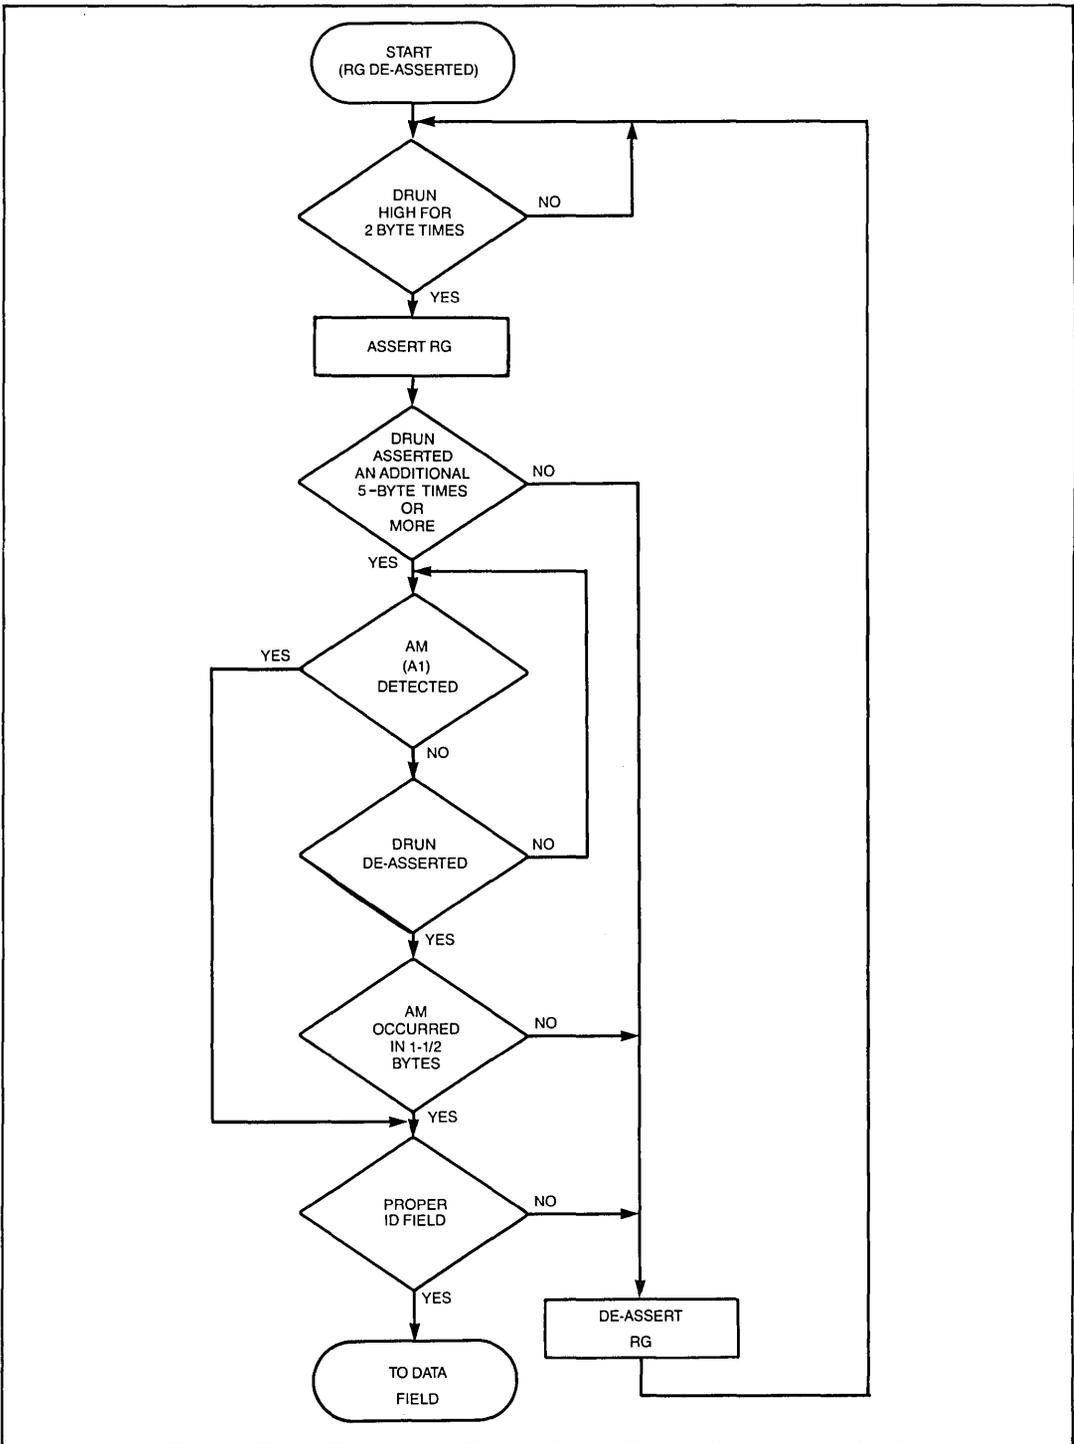 START
(RG DE-ASSERTED)
DRUN
HIGH FOR
2 BYTE TIMES
NO
YES
ASSERT RG
DRUN
ASSERTED
AN ADDITIONAL
5-BYTE TIMES
OR
MORE
NO
YES
AM
(A1)
DETECTED
YES
NO
DRUN
DE-ASSERTED
NO
YES
AM
OCCURRED
IN 1-1/2
BYTES
NO
YES
PROPER
ID FIELD
NO
YES
DE-ASSERT
RG
TO DATA
FIELD